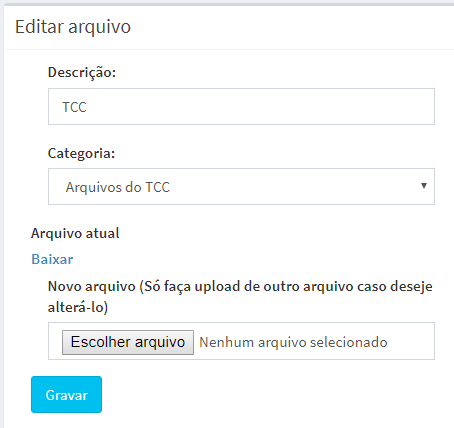 Editar arquivo
Descrição:
TCC
Categoria:
Arquivos do TCC
Arquivo atual
Baixar
Novo arquivo (Só faça upload de outro arquivo caso deseje
alterá-lo)
Escolher arquivo Nenhum arquivo selecionado
Gravar